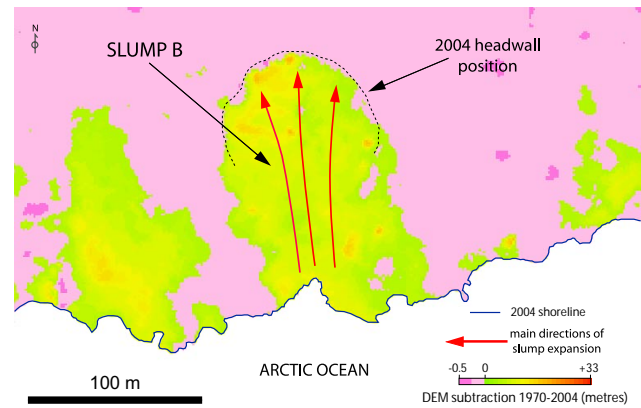 N
SLUMP B
2004 headwall
position
2004 shoreline
main directions of
slump expansion
ARCTIC OCEAN
-0.5 0 +33
DEM subtraction 1970-2004 (metres)
100 m